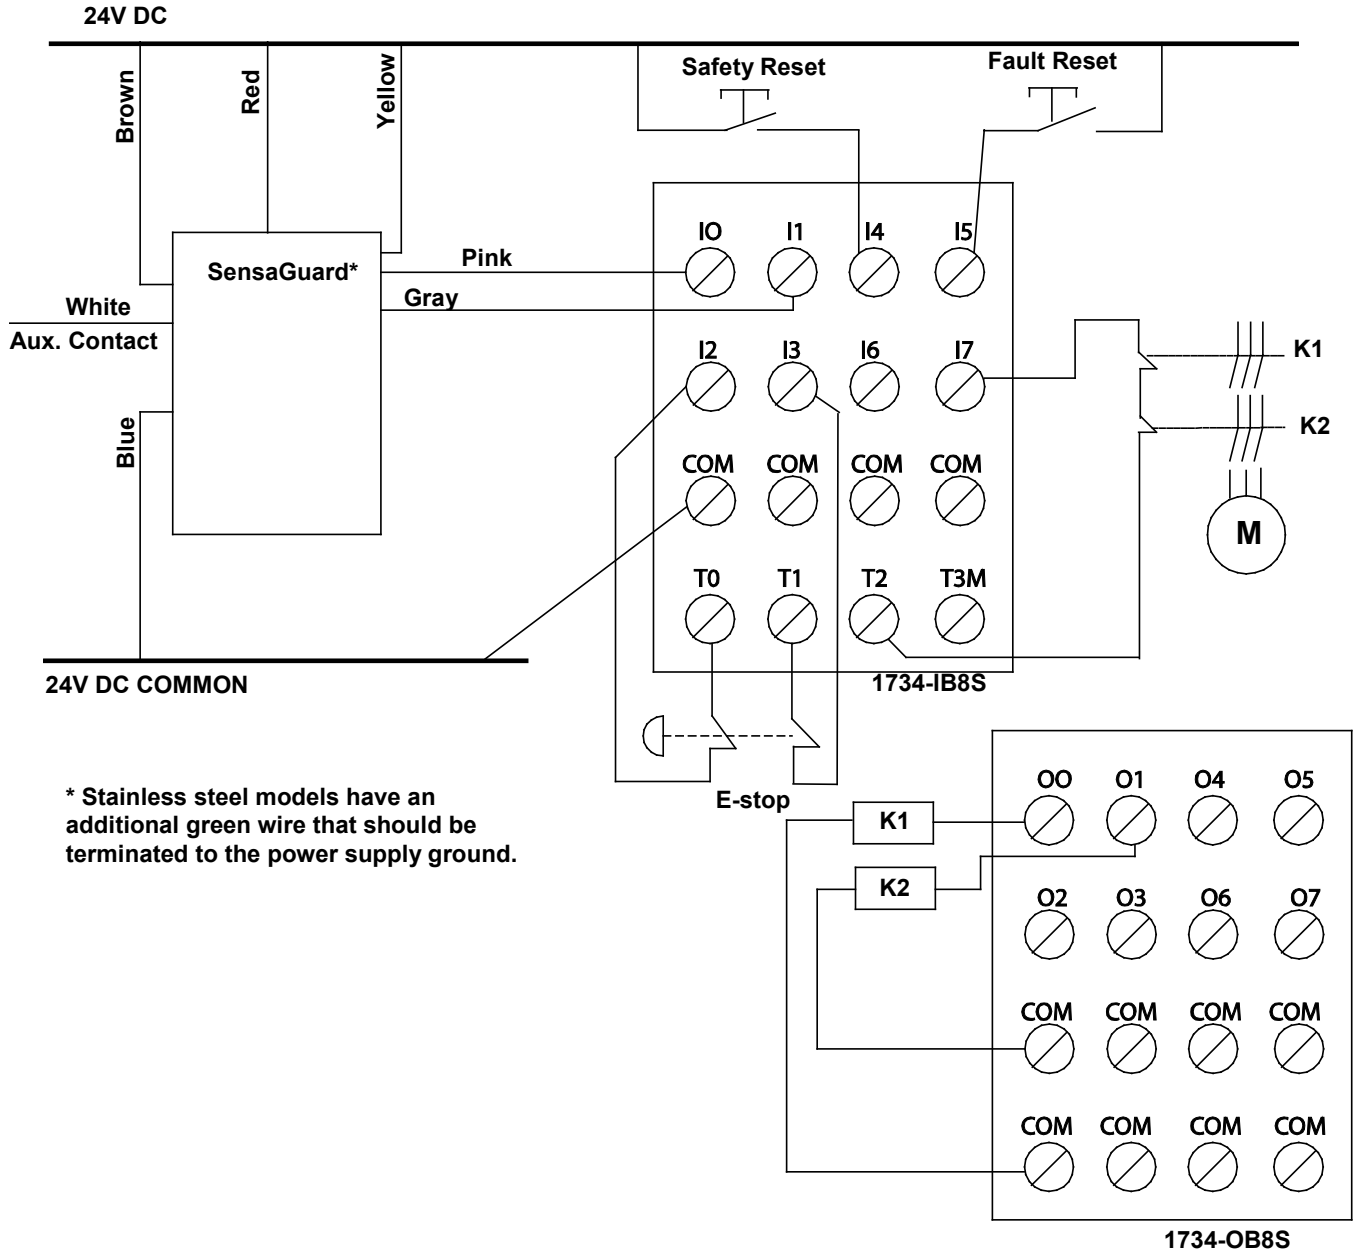 24V DC
Brown
Red
Yellow
Safety Reset
Fault Reset
SensaGuard*
Pink
Gray
White
Aux. Contact
Blue
IO I1 I4 I5
I2 I3 I6 I7
COM COM COM COM
T0 T1 T2 T3M
K1
K2
M
24V DC COMMON
1734-IB8S
E-stop
* Stainless steel models have an
additional green wire that should be
terminated to the power supply ground.
K1
K2
OO O1 O4 O5
O2 O3 O6 O7
COM COM COM COM
COM COM COM COM
1734-OB8S